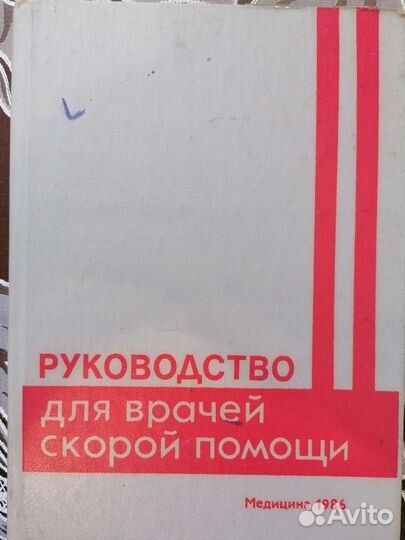 РУКОВОДСТВО
для врачей
скорой помощи
Медицина 1986
Avito